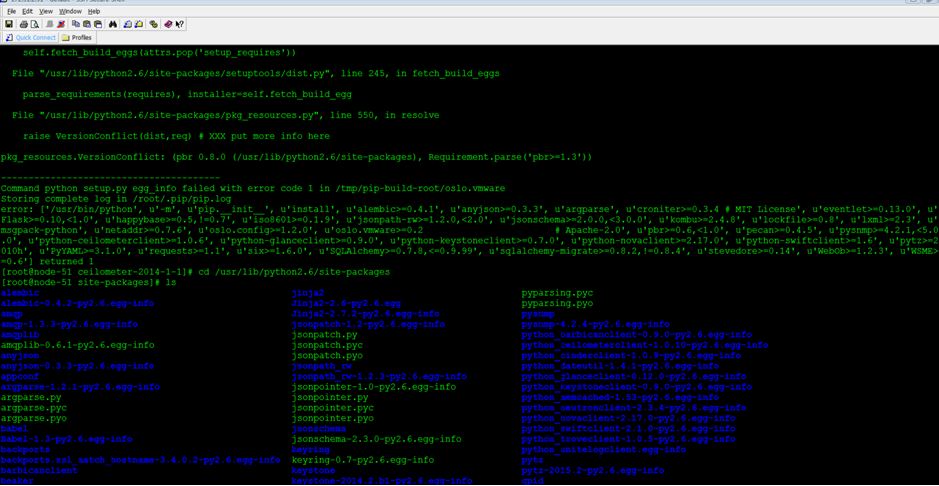 File Edit View Window Help
Quick Connect Profiles
self.fetch_build_eggs(attrs.pop('setup_requires'))
File "/usr/lib/python2.6/site-packages/setuptools/dist.py", line 245, in fetch_build_eggs
parse_requirements(requires), installer=self.fetch_build_egg
File "/usr/lib/python2.6/site-packages/pkg_resources.py", line 550, in resolve
raise VersionConflict(dist,req) # XXX put more info here
pkg_resources.VersionConflict: (pbr 0.8.0 (/usr/lib/python2.6/site-packages), Requirement.parse('pbr>=1.3'))
----------------------------------------
Command python setup.py egg_info failed with error code 1 in /tmp/pip-build-root/oslo.vmware
Storing complete log in /root/.pip/pip.log
error: ['/usr/bin/python', u'-m', u'pip.__init__', u'install', u'alembic>=0.4.1', u'anyjson>=0.3.3', u'argparse', u'croniter>=0.3.4 # MIT License', u'eventlet>=0.13.0', u'
Flask>=0.10,<1.0', u'happybase>=0.5,!=0.7', u'iso8601>=0.1.9', u'jsonpath-rw>=1.2.0,<2.0', u'jsonschema>=2.0.0,<3.0.0', u'kombu>=2.4.8', u'lockfile>=0.8', u'lxml>=2.3', u'
msgpack-python', u'netaddr>=0.7.6', u'oslo.config>=1.2.0', u'oslo.vmware>=0.2 # Apache-2.0', u'pbr>=0.6,<1.0', u'pecan>=0.4.5', u'pysnmp>=4.2.1,<5.0
.0', u'python-ceilometerclient>=1.0.6', u'python-glanceclient>=0.9.0', u'python-keystoneclient>=0.7.0', u'python-novaclient>=2.17.0', u'python-swiftclient>=1.6', u'pytz>=2
010h', u'PyYAML>=3.1.0', u'requests>=1.1', u'six>=1.6.0', u'SQLAlchemy>=0.7.8,<=0.9.99', u'sqlalchemy-migrate>=0.8.2,!=0.8.4', u'stevedore>=0.14', u'WebOb>=1.2.3', u'WSME>
=0.6'] returned 1
[root@node-51 ceilometer-2014-1-1]# cd /usr/lib/python2.6/site-packages
[root@node-51 site-packages]# ls
alembic jinja2 pyparsing.pyc
alembic-0.4.2-py2.6.egg-info Jinja2-2.6-py2.6.egg pyparsing.pyo
amqp Jinja2-2.7.2-py2.6.egg-info pysnmp
amqp-1.3.3-py2.6.egg-info jsonpatch-1.2-py2.6.egg-info pysnmp-4.2.4-py2.6.egg-info
amqplib jsonpatch.py python_barbicanclient-0.9.0-py2.6.egg-info
amqplib-0.6.1-py2.6.egg-info jsonpatch.pyc python_ceilometerclient-1.0.10-py2.6.egg-info
anyjson jsonpatch.pyo python_cinderclient-1.0.9-py2.6.egg-info
anyjson-0.3.3-py2.6.egg-info jsonpath_rw python_dateutil-1.4.1-py2.6.egg-info
appconf jsonpath_rw-1.2.3-py2.6.egg-info python_glanceclient-0.12.0-py2.6.egg-info
argparse-1.2.1-py2.6.egg-info jsonpointer-1.0-py2.6.egg-info python_keystoneclient-0.9.0-py2.6.egg-info
argparse.py jsonpointer.py python_memcached-1.53-py2.6.egg-info
argparse.pyc jsonpointer.pyc python_neutronclient-2.3.4-py2.6.egg-info
argparse.pyo jsonpointer.pyo python_novaclient-2.17.0-py2.6.egg-info
babel jsonschema python_swiftclient-2.1.0-py2.6.egg-info
Babel-1.3-py2.6.egg-info jsonschema-2.3.0-py2.6.egg-info python_troveclient-1.0.5-py2.6.egg-info
backports keyring
backports.ssl_match_hostname-3.4.0.2-py2.6.egg-info keyring-0.7-py2.6.egg-info pytz
barbicanclient keystone pytz-2015.2-py2.6.egg-info
beaker keystone-2014.2.b1-py2.6.egg-info qpid